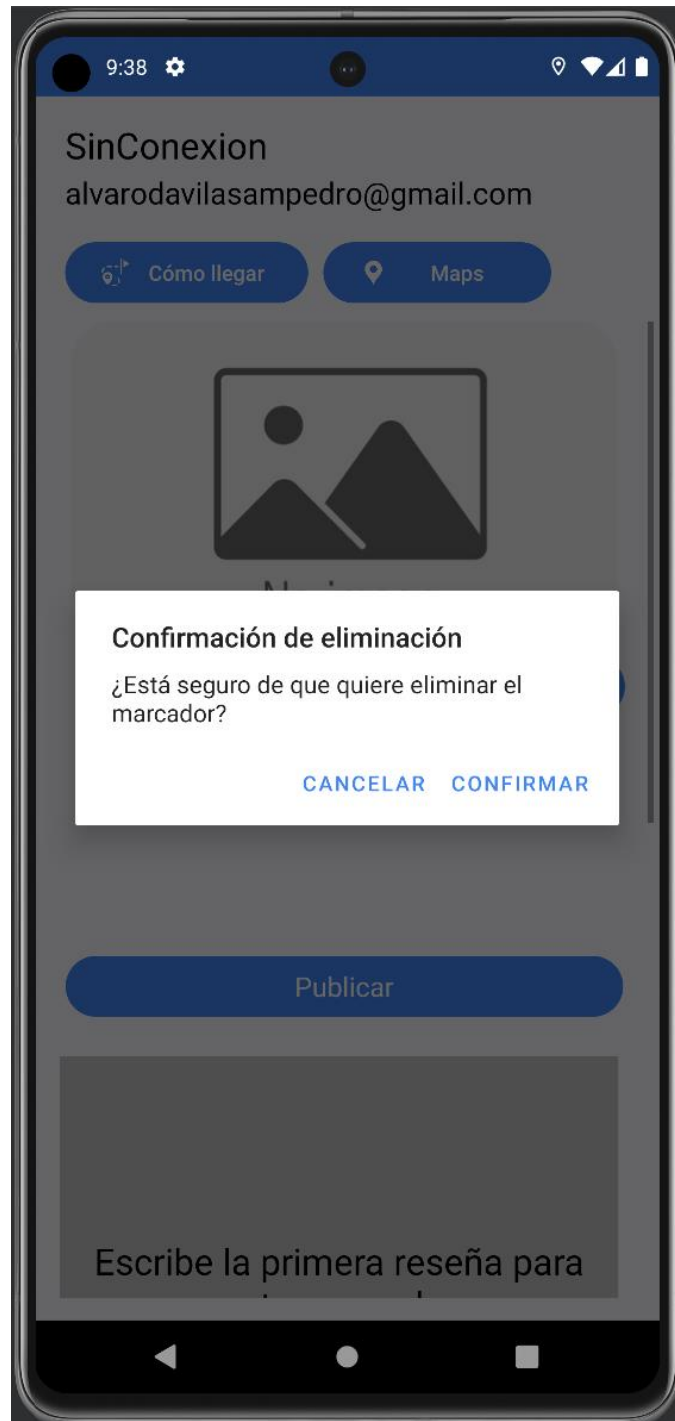 9:38
SinConexion
alvarodavilasampedro@gmail.com
Cómo llegar
Maps
Confirmación de eliminación
¿Está seguro de que quiere eliminar el
marcador?
CANCELAR CONFIRMAR
Publicar
Escribe la primera reseña para